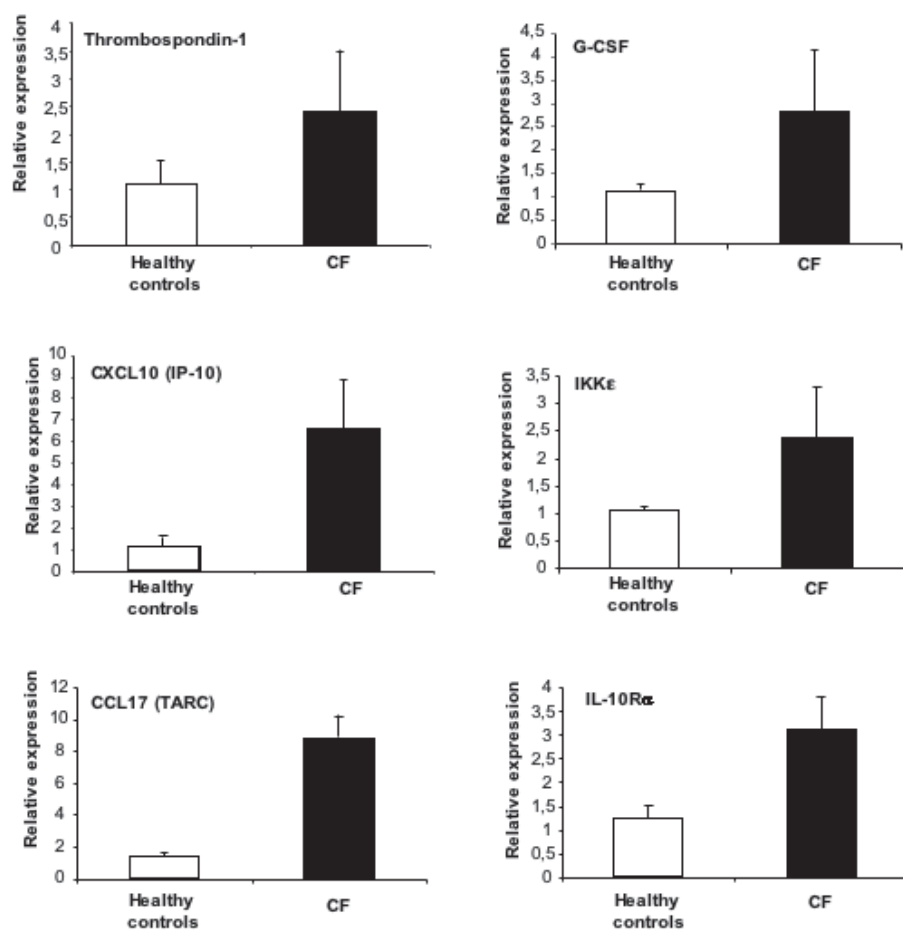 Relative expression
Thrombospondin-1
4
3,5
3
2,5
2
1,5
1
0,5
0
Healthy
controls
CF
Relative expression
G-CSF
4,5
4
3,5
3
2,5
2
1,5
1
0,5
0
Healthy
controls
CF
Relative expression
CXCL10 (IP-10)
10
9
8
7
6
5
4
3
2
1
0
Healthy
controls
CF
Relative expression
IKKε
3,5
3
2,5
2
1,5
1
0,5
0
Healthy
controls
CF
Relative expression
CCL17 (TARC)
12
10
8
6
4
2
0
Healthy
controls
CF
Relative expression
IL-10Rα
4
3,5
3
2,5
2
1,5
1
0,5
0
Healthy
controls
CF